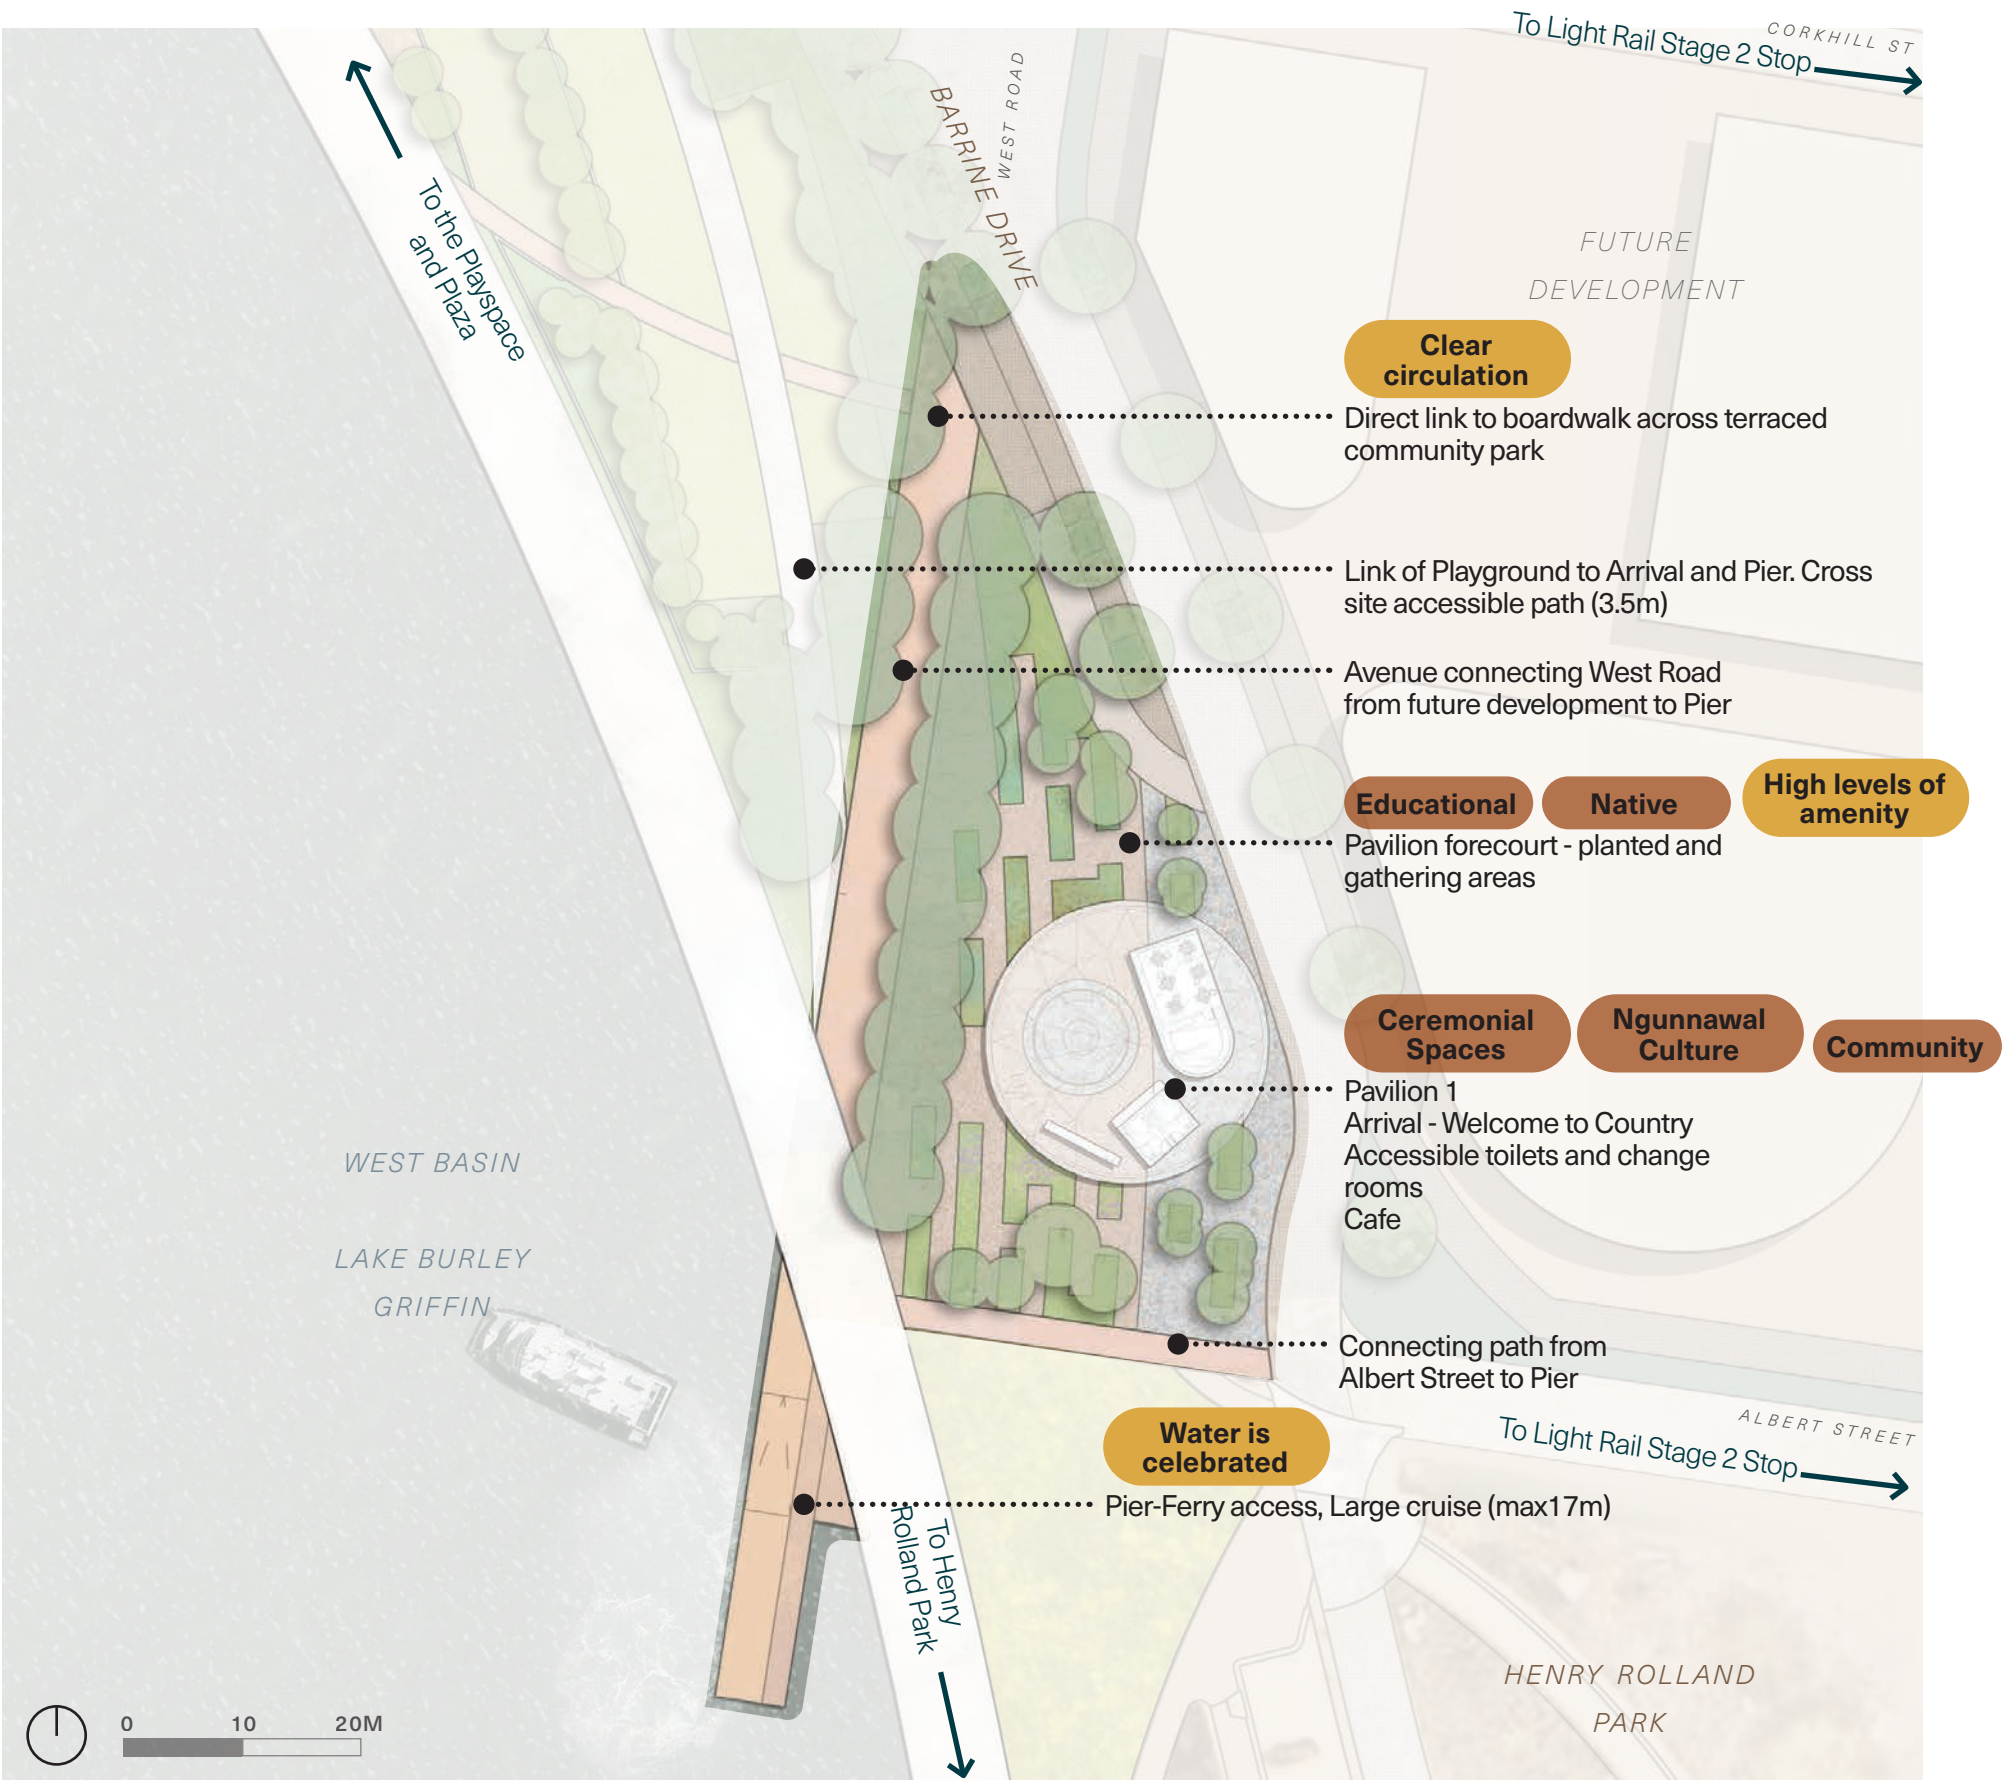 To Light Rail Stage 2 Stop
CORKHILL ST
WEST ROAD
BARRINE DRIVE
To the Playspace
and Plaza
FUTURE
DEVELOPMENT
Clear
circulation
Direct link to boardwalk across terraced
community park
Link of Playground to Arrival and Pier. Cross
site accessible path (3.5m)
Avenue connecting West Road
from future development to Pier
Educational
Native
High levels of
amenity
Pavilion forecourt - planted and
gathering areas
Ceremonial
Spaces
Ngunnawal
Culture
Community
Pavilion 1
Arrival - Welcome to Country
Accessible toilets and change
rooms
Cafe
WEST BASIN
LAKE BURLEY
GRIFFIN
Connecting path from
Albert Street to Pier
ALBERT STREET
To Light Rail Stage 2 Stop
Water is
celebrated
Pier-Ferry access, Large cruise (max17m)
To Henry
Rolland Park
HENRY ROLLAND
PARK
0 10 20M